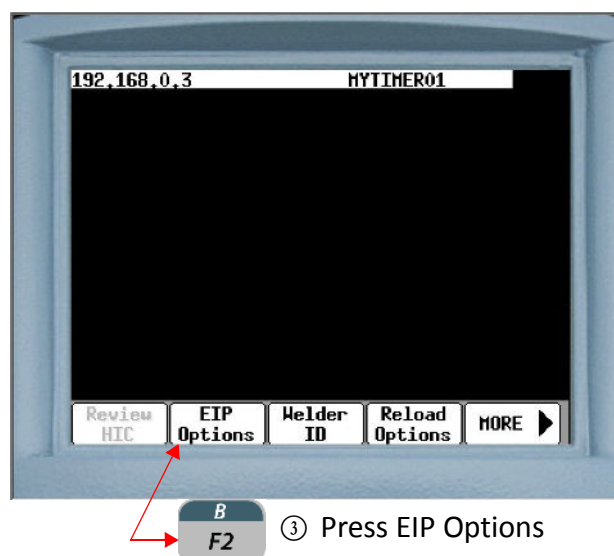 192.168.0.3 MYTIMER01
Review EIP Welder Reload MORE
HIC Options ID Options
B
F2
③ Press EIP Options